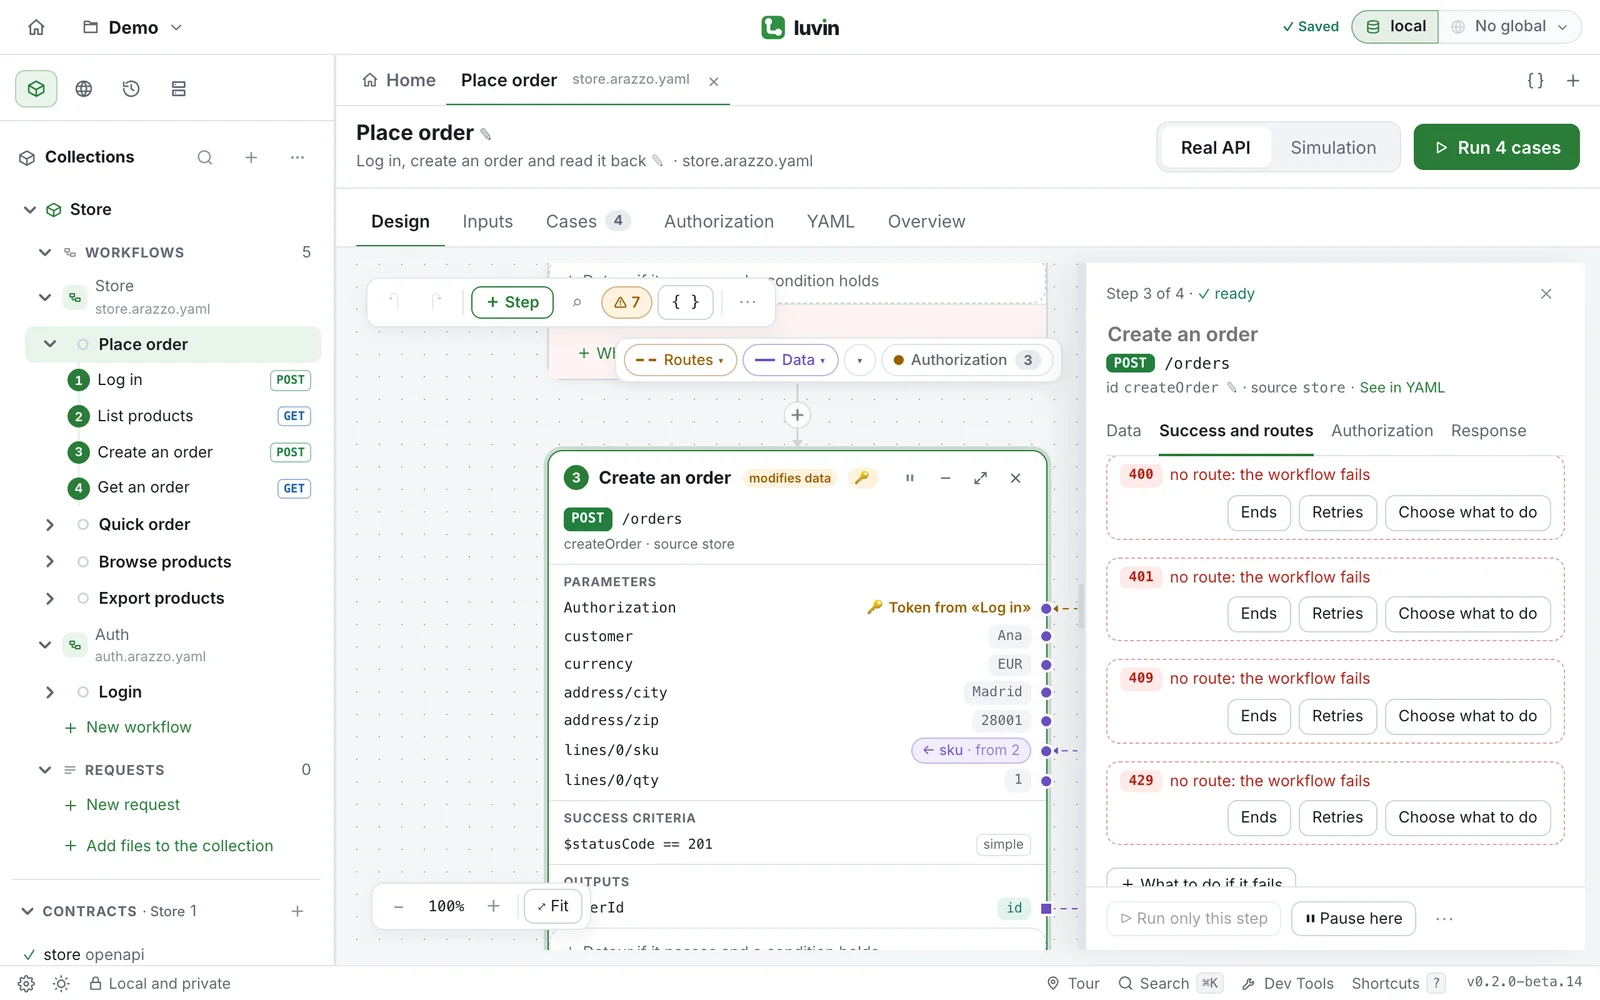 Demo
luvin
Saved
local
No global
Home
Place order
store.arazzo.yaml
{ }
Collections
Store
WORKFLOWS
5
Store
store.arazzo.yaml
Place order
1 Log in POST
2 List products GET
3 Create an order POST
4 Get an order GET
Quick order
Browse products
Export products
Auth
auth.arazzo.yaml
Login
+ New workflow
REQUESTS
0
+ New request
+ Add files to the collection
CONTRACTS · Store 1
store openapi
Place order
Log in, create an order and read it back · store.arazzo.yaml
Real API
Simulation
Run 4 cases
Design
Inputs
Cases 4
Authorization
YAML
Overview
condition holds
+ Step
7
{ }
Routes
Data
Authorization 3
3 Create an order modifies data
POST /orders
createOrder · source store
PARAMETERS
Authorization Token from «Log in»
customer Ana
currency EUR
address/city Madrid
address/zip 28001
lines/0/sku ← sku · from 2
lines/0/qty 1
SUCCESS CRITERIA
$statusCode == 201 simple
OUTPUTS
erId id
− 100% +
Fit
Step 3 of 4 · ✓ ready
Create an order
POST /orders
id createOrder · source store · See in YAML
Data
Success and routes
Authorization
Response
400 no route: the workflow fails
Ends Retries Choose what to do
401 no route: the workflow fails
Ends Retries Choose what to do
409 no route: the workflow fails
Ends Retries Choose what to do
429 no route: the workflow fails
Ends Retries Choose what to do
+ What to do if it fails
Run only this step
Pause here
Local and private
Tour
Search ⌘K
Dev Tools
Shortcuts ?
v0.2.0-beta.14